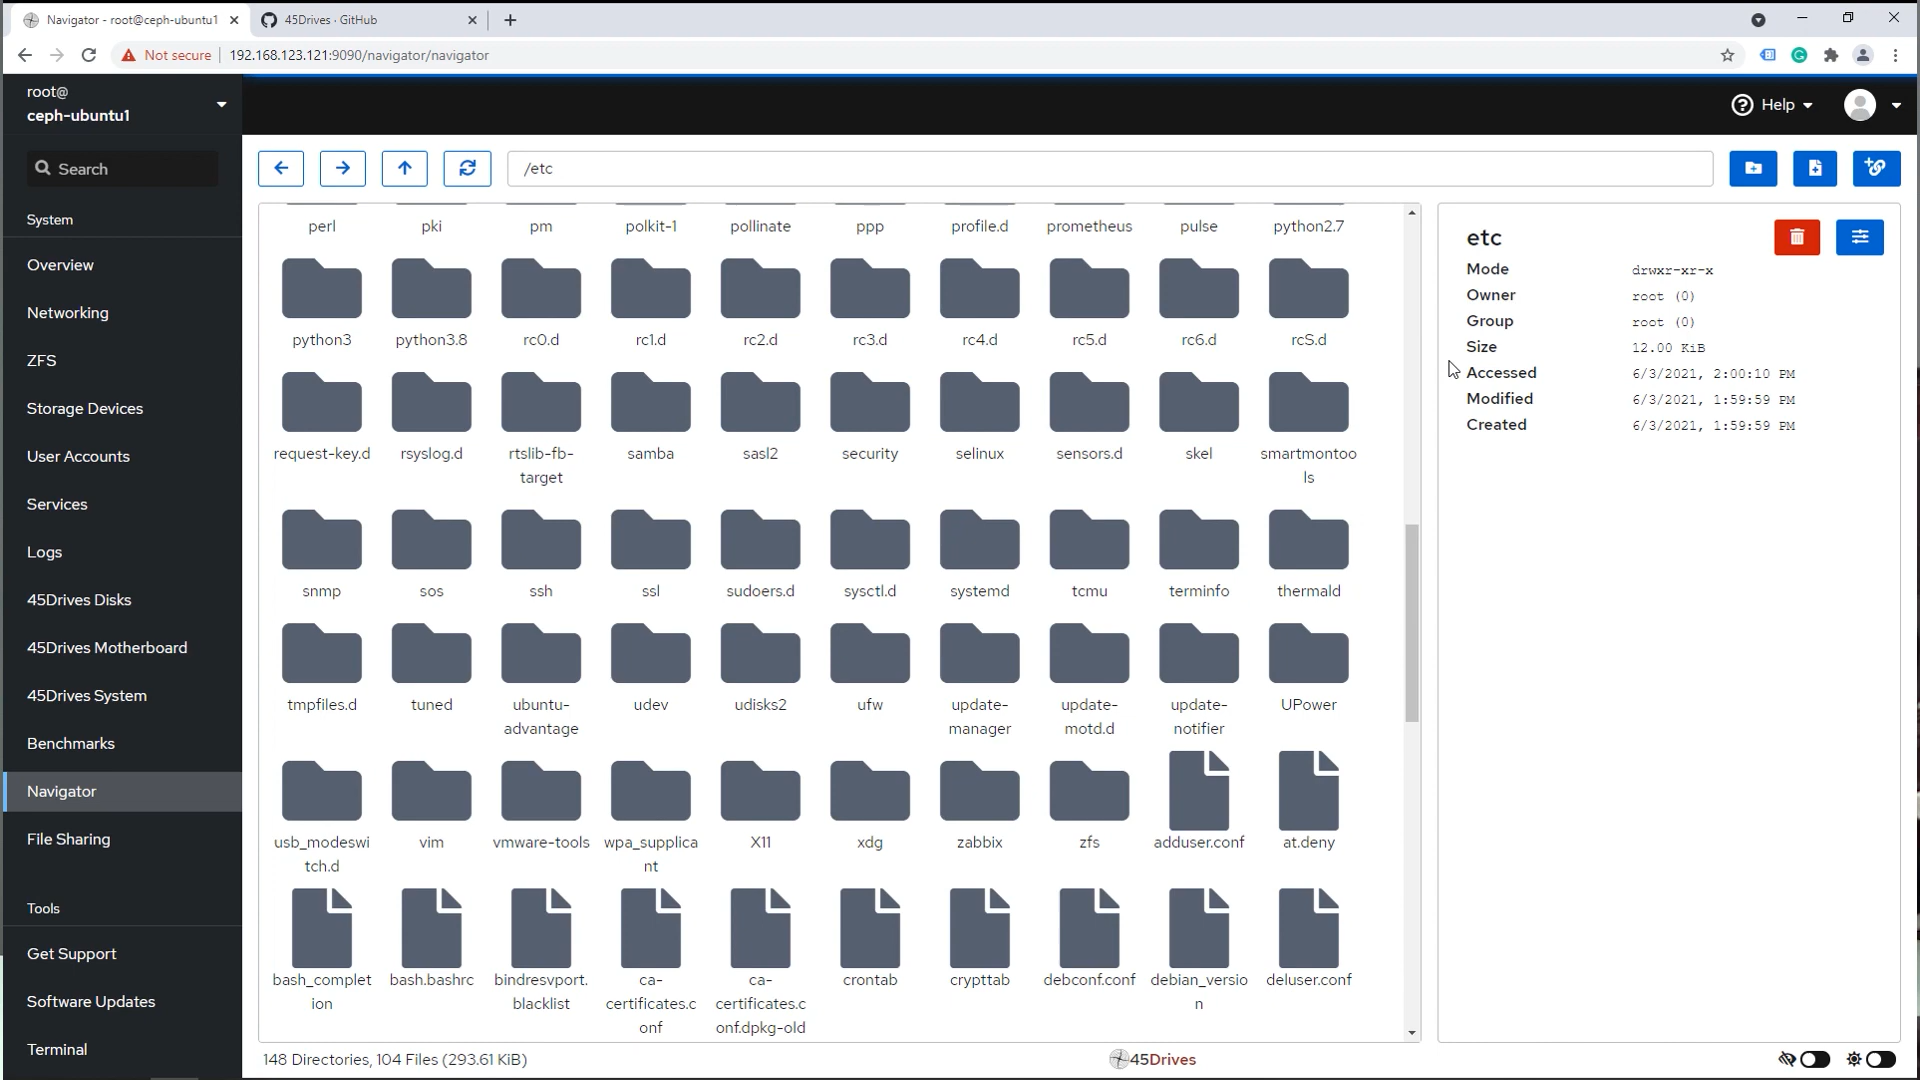 Navigator - root@ceph-ubuntu1
45Drives · GitHub
Not secure
192.168.123.121:9090/navigator/navigator
root@
ceph-ubuntu1
Help
Search
/etc
System
Overview
Networking
ZFS
Storage Devices
User Accounts
Services
Logs
45Drives Disks
45Drives Motherboard
45Drives System
Benchmarks
Navigator
File Sharing
Tools
Get Support
Software Updates
Terminal
perl pki pm polkit-1 pollinate ppp profile.d prometheus pulse python2.7
python3 python3.8 rc0.d rc1.d rc2.d rc3.d rc4.d rc5.d rc6.d rcS.d
request-key.d rsyslog.d rtslib-fb- samba sasl2 security selinux sensors.d skel smartmontoo
target ls
snmp sos ssh ssl sudoers.d sysctl.d systemd tcmu terminfo thermald
tmpfiles.d tuned ubuntu- udev udisks2 ufw update- update- update- UPower
advantage manager motd.d notifier
usb_modeswi vim vmware-tools wpa_supplica X11 xdg zabbix zfs adduser.conf at.deny
tch.d nt
bash_complet bash.bashrc bindresvport. ca- ca- crontab crypttab debconf.conf debian_versio deluser.conf
ion blacklist certificates.c certificates.c n
onf onf.dpkg-old
etc
Mode drwxr-xr-x
Owner root (0)
Group root (0)
Size 12.00 KiB
Accessed 6/3/2021, 2:00:10 PM
Modified 6/3/2021, 1:59:59 PM
Created 6/3/2021, 1:59:59 PM
148 Directories, 104 Files (293.61 KiB)
45Drives